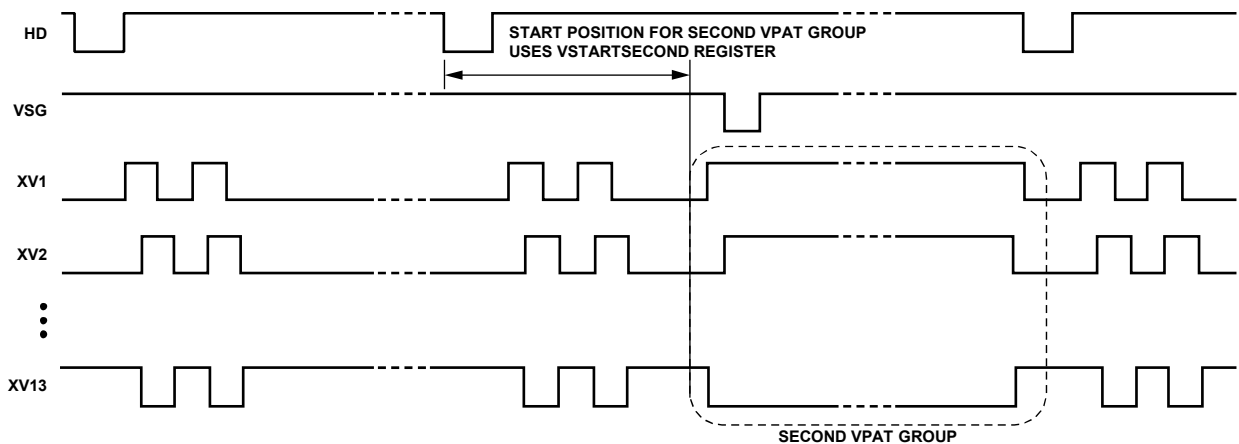 HD
START POSITION FOR SECOND VPAT GROUP
USES VSTARTSECOND REGISTER
VSG
XV1
XV2
XV13
SECOND VPAT GROUP